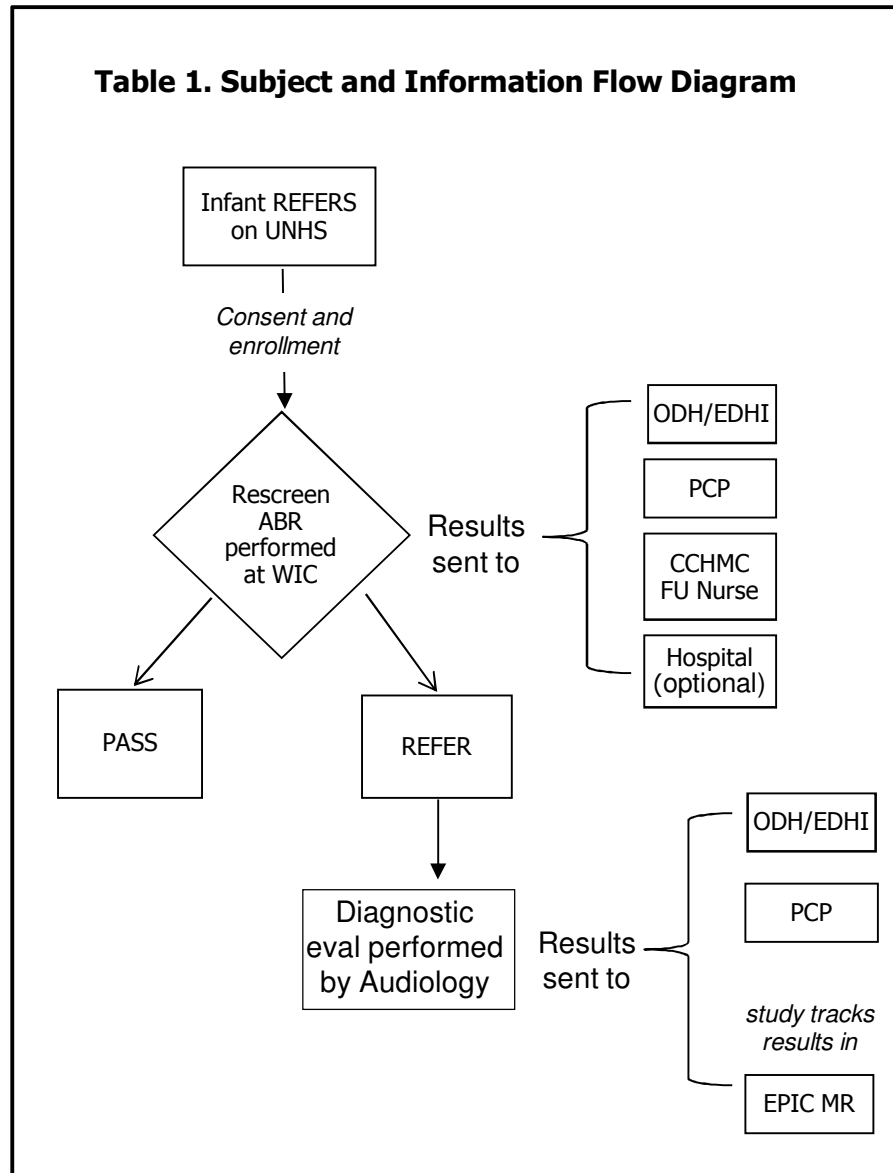 Table 1. Subject and Information Flow Diagram
Infant REFERS
on UNHS
Consent and
enrollment
Rescreen
ABR
performed
at WIC
Results
sent to
ODH/EDHI
PCP
CCHMC
FU Nurse
Hospital
(optional)
PASS
REFER
Diagnostic
eval performed
by Audiology
Results
sent to
ODH/EDHI
PCP
study tracks
results in
EPIC MR